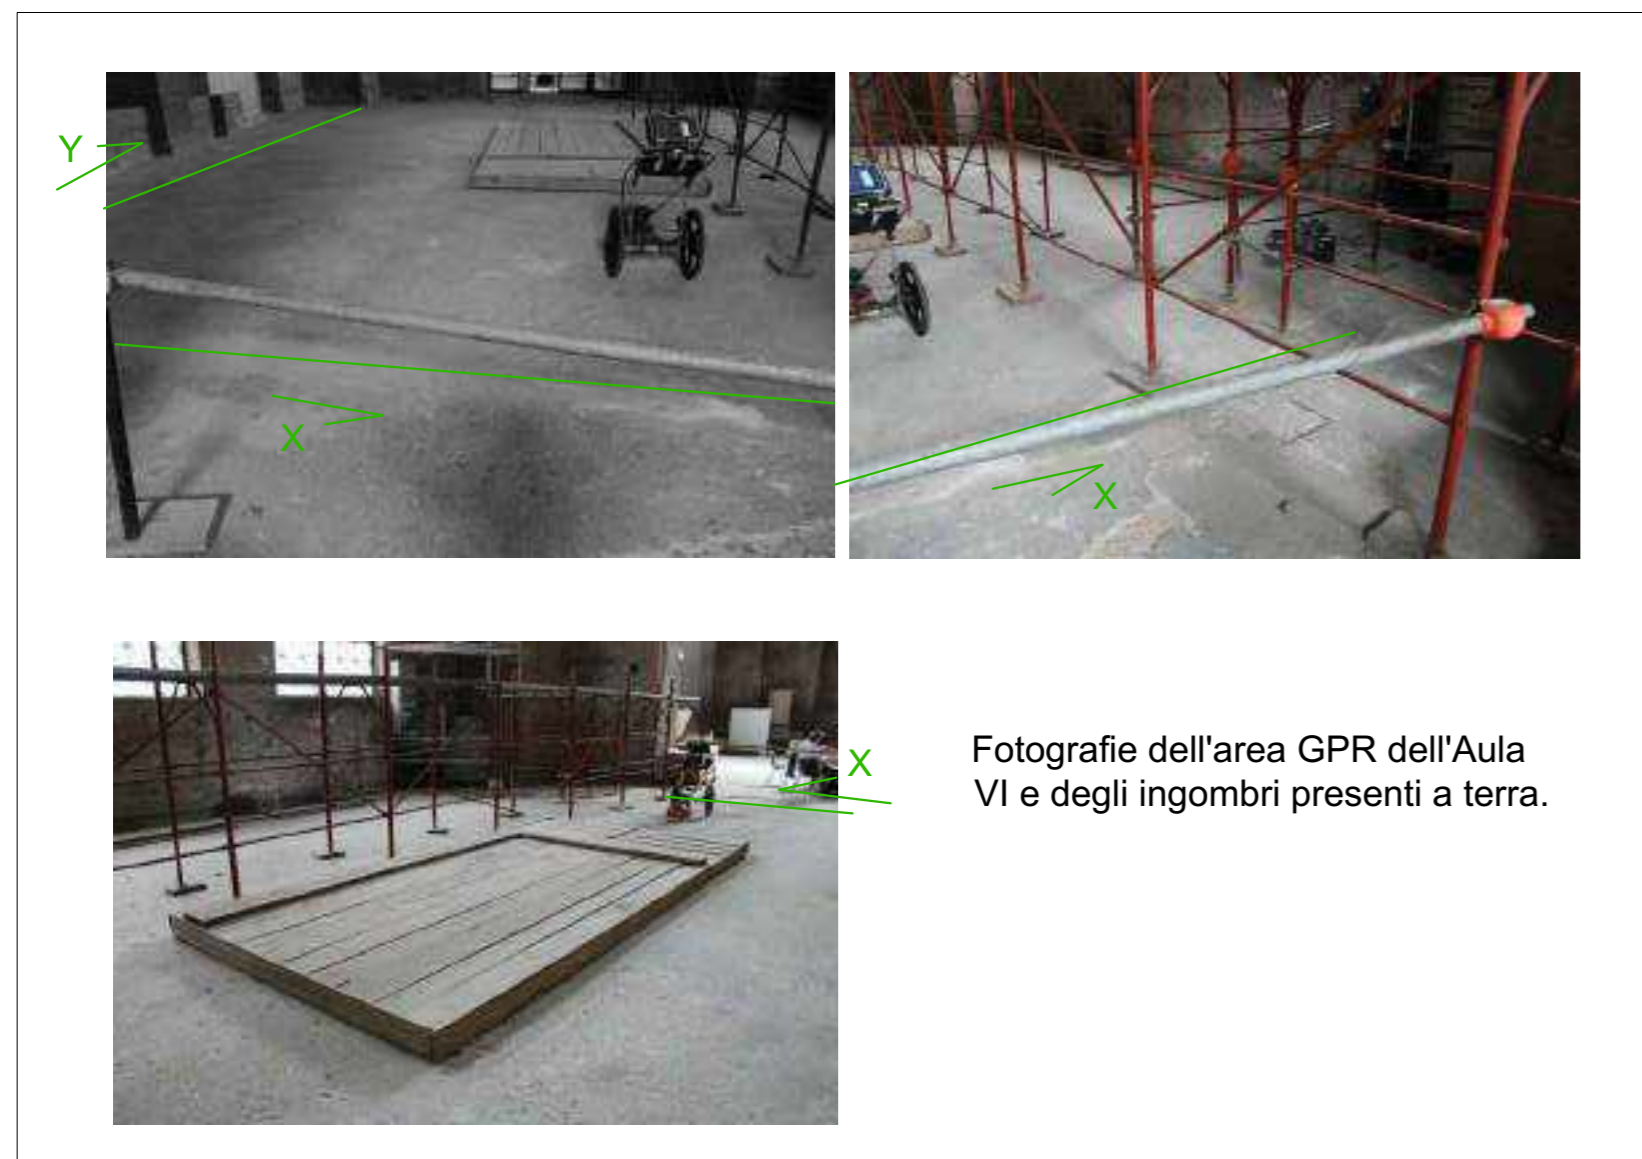 Y
X
X
X
Fotografie dell'area GPR dell'Aula
VI e degli ingombri presenti a terra.